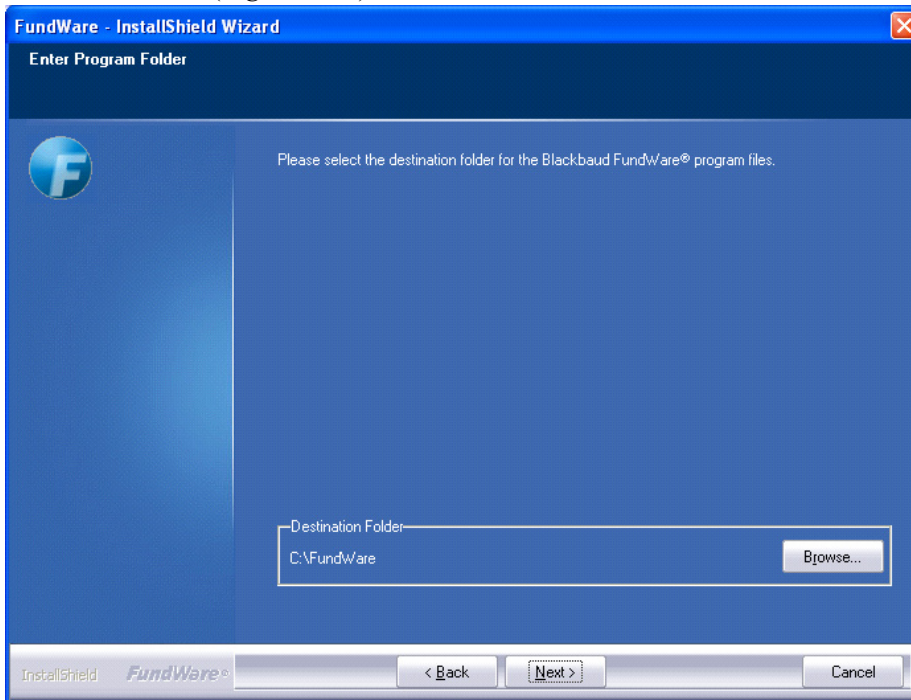 FundWare - InstallShield Wizard
Enter Program Folder
F
Please select the destination folder for the Blackbaud FundWare® program files.
Destination Folder
C:\FundWare
Browse...
InstallShield FundWare®
< Back
Next >
Cancel